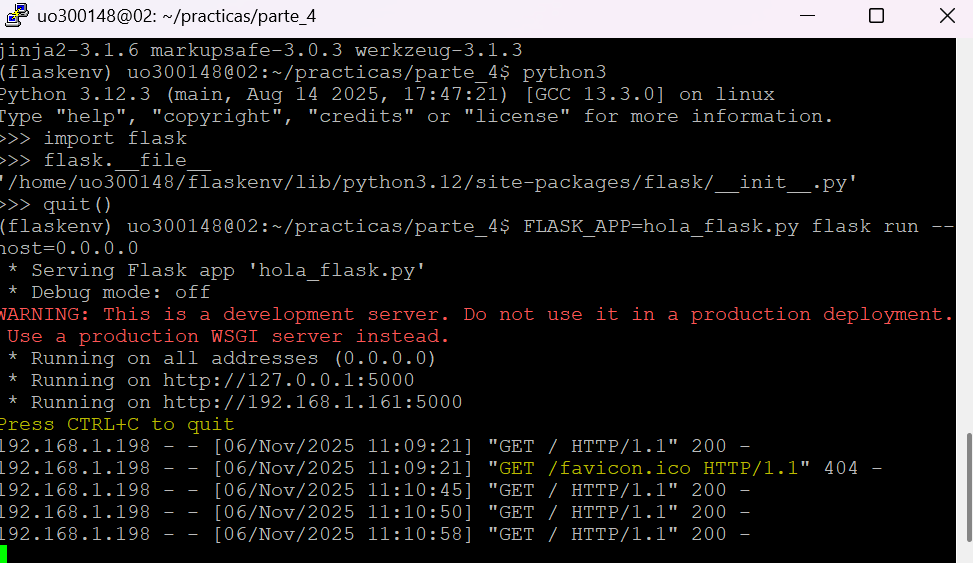 uo300148@02: ~/practicas/parte_4
jinja2-3.1.6 markupsafe-3.0.3 werkzeug-3.1.3
(flaskenv) uo300148@02:~/practicas/parte_4$ python3
Python 3.12.3 (main, Aug 14 2025, 17:47:21) [GCC 13.3.0] on linux
Type "help", "copyright", "credits" or "license" for more information.
>>> import flask
>>> flask.__file__
'/home/uo300148/flaskenv/lib/python3.12/site-packages/flask/__init__.py'
>>> quit()
(flaskenv) uo300148@02:~/practicas/parte_4$ FLASK_APP=hola_flask.py flask run --
host=0.0.0.0
 * Serving Flask app 'hola_flask.py'
 * Debug mode: off
WARNING: This is a development server. Do not use it in a production deployment.
 Use a production WSGI server instead.
 * Running on all addresses (0.0.0.0)
 * Running on http://127.0.0.1:5000
 * Running on http://192.168.1.161:5000
Press CTRL+C to quit
192.168.1.198 - - [06/Nov/2025 11:09:21] "GET / HTTP/1.1" 200 -
192.168.1.198 - - [06/Nov/2025 11:09:21] "GET /favicon.ico HTTP/1.1" 404 -
192.168.1.198 - - [06/Nov/2025 11:10:45] "GET / HTTP/1.1" 200 -
192.168.1.198 - - [06/Nov/2025 11:10:50] "GET / HTTP/1.1" 200 -
192.168.1.198 - - [06/Nov/2025 11:10:58] "GET / HTTP/1.1" 200 -